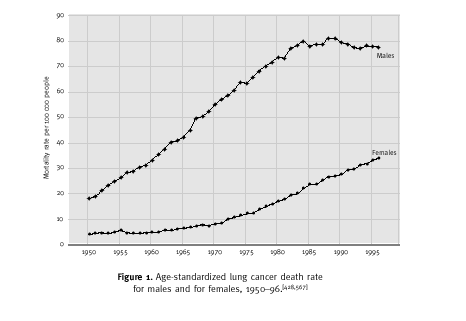 90
80
70
60
50
40
30
20
10
0
Mortality rate per 100 000 people
Males
Females
1950 1955 1960 1965 1970 1975 1980 1985 1990 1995
Figure 1. Age-standardized lung cancer death rate
for males and for females, 1950–96.[428,567]